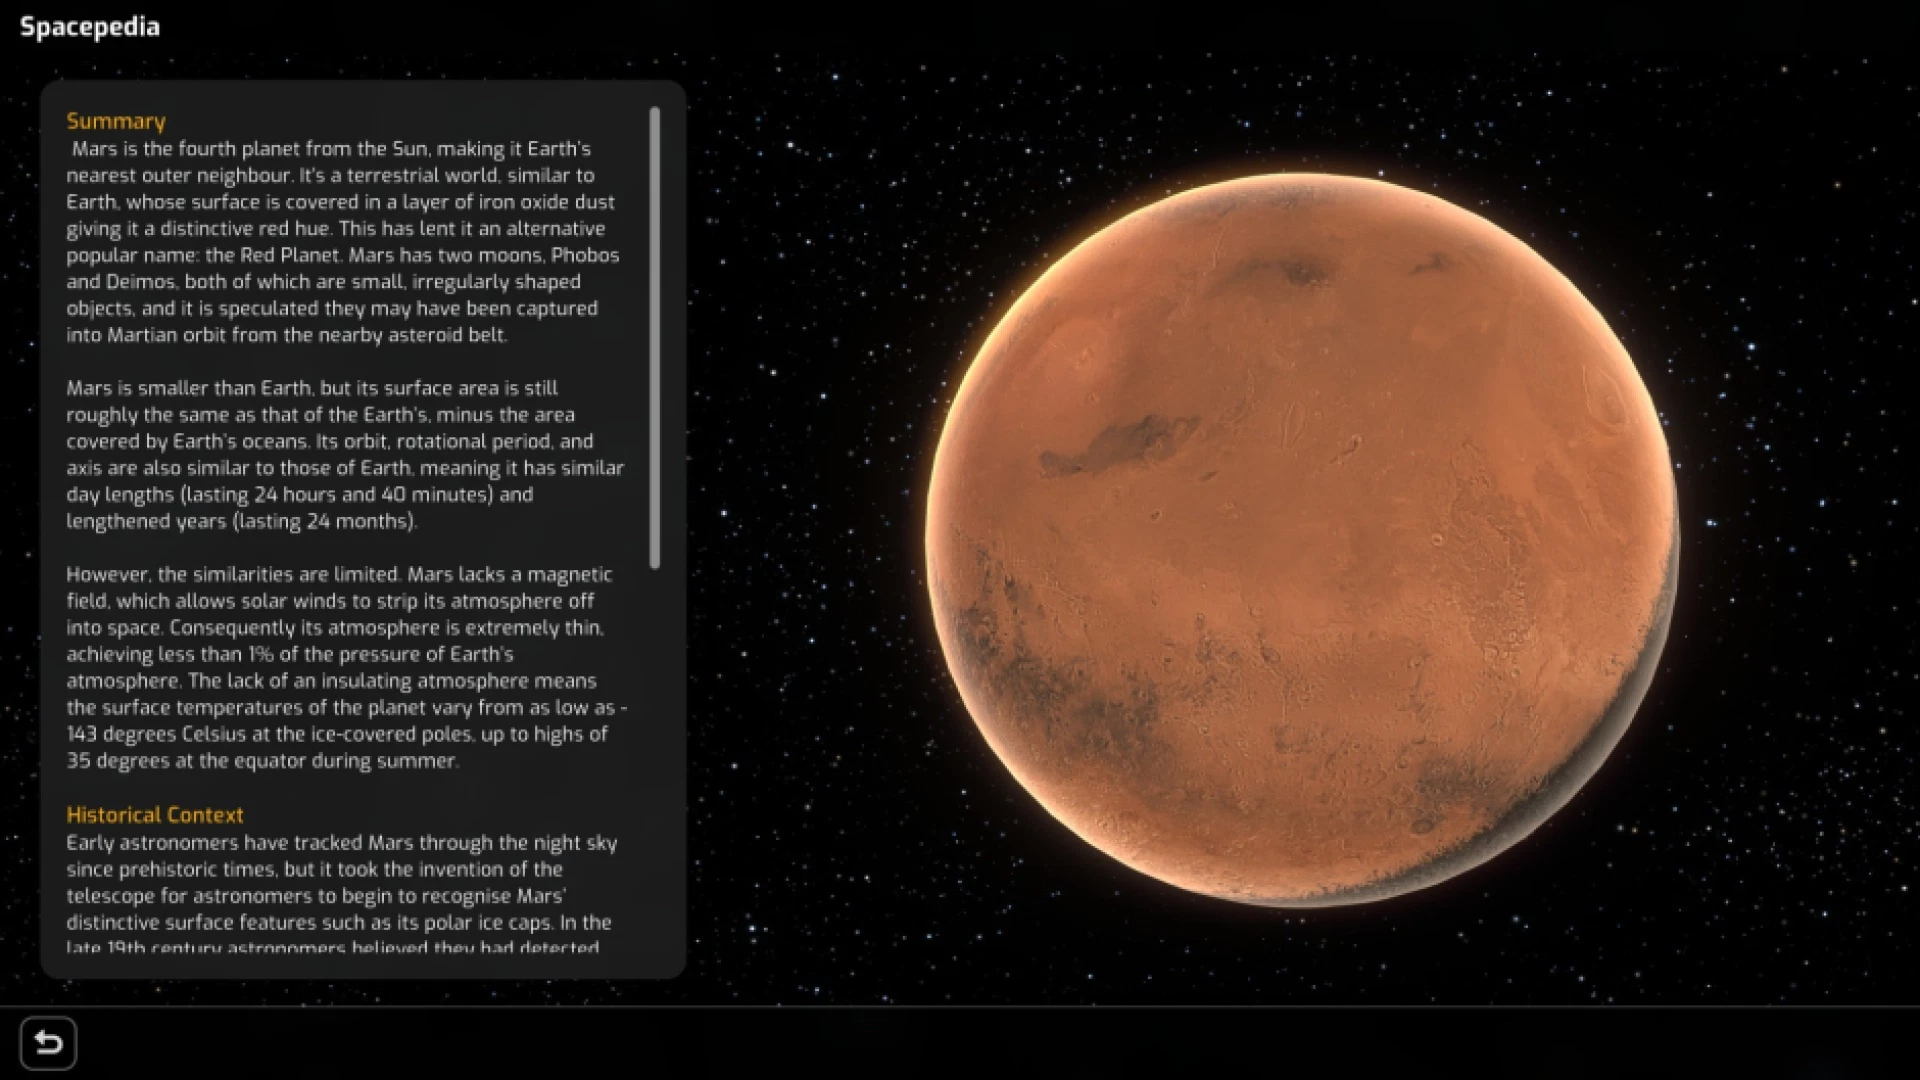 Spacepedia
Summary
Mars is the fourth planet from the Sun, making it Earth's
nearest outer neighbour. It's a terrestrial world, similar to
Earth, whose surface is covered in a layer of iron oxide dust
giving it a distinctive red hue. This has lent it an alternative
popular name: the Red Planet. Mars has two moons, Phobos
and Deimos, both of which are small, irregularly shaped
objects, and it is speculated they may have been captured
into Martian orbit from the nearby asteroid belt.
Mars is smaller than Earth, but its surface area is still
roughly the same as that of the Earth's, minus the area
covered by Earth's oceans. Its orbit, rotational period, and
axis are also similar to those of Earth, meaning it has similar
day lengths (lasting 24 hours and 40 minutes) and
lengthened years (lasting 24 months).
However, the similarities are limited. Mars lacks a magnetic
field, which allows solar winds to strip its atmosphere off
into space. Consequently its atmosphere is extremely thin,
achieving less than 1% of the pressure of Earth's
atmosphere. The lack of an insulating atmosphere means
the surface temperatures of the planet vary from as low as -
143 degrees Celsius at the ice-covered poles, up to highs of
35 degrees at the equator during summer.
Historical Context
Early astronomers have tracked Mars through the night sky
since prehistoric times, but it took the invention of the
telescope for astronomers to begin to recognise Mars'
distinctive surface features such as its polar ice caps. In the
late 19th century astronomers believed they had detected